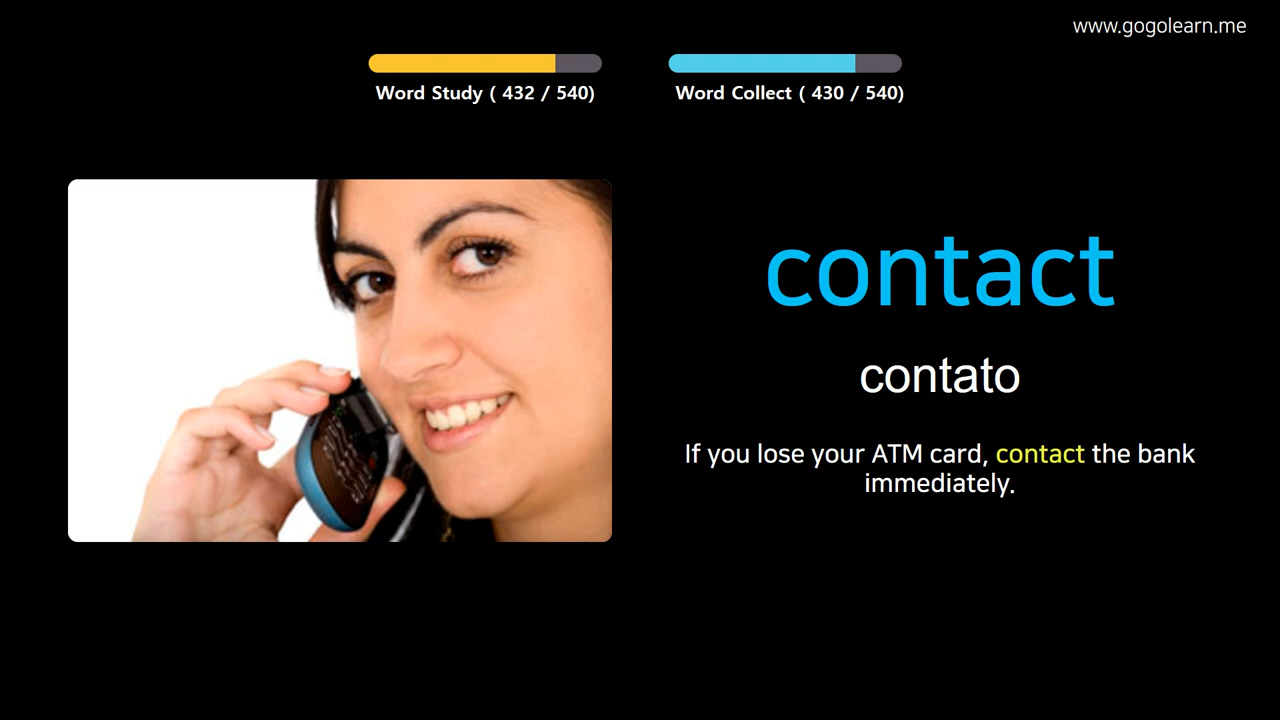 www.gogolearn.me
Word Study ( 432 / 540)
Word Collect ( 430 / 540)
contact
contato
If you lose your ATM card, contact the bank
immediately.